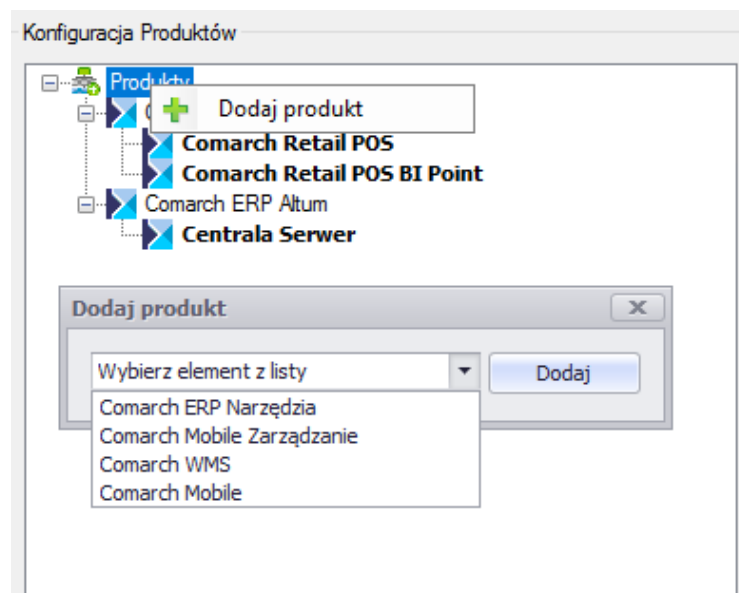 Konfiguracja Produktów
Produkty
Dodaj produkt
Comarch Retail POS
Comarch Retail POS BI Point
Comarch ERP Altum
Centrala Serwer
Dodaj produkt
Wybierz element z listy
Dodaj
Comarch ERP Narzędzia
Comarch Mobile Zarządzanie
Comarch WMS
Comarch Mobile